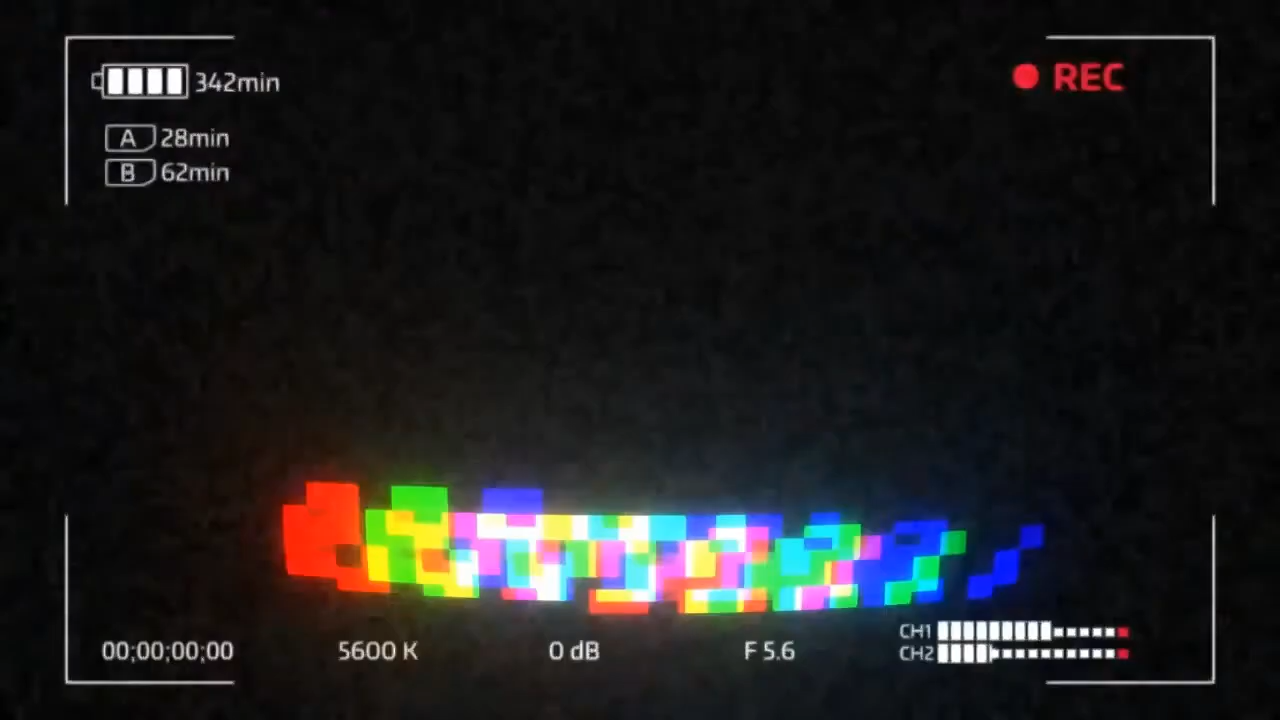 342min
REC
A 28min
B 62min
00;00;00;00 5600 K 0 dB F 5.6
CH1
CH2